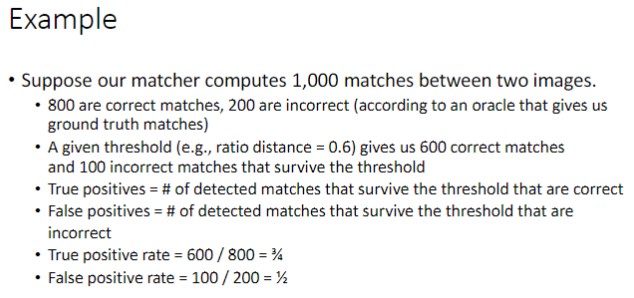 Example
• Suppose our matcher computes 1,000 matches between two images.
• 800 are correct matches, 200 are incorrect (according to an oracle that gives us
ground truth matches)
• A given threshold (e.g., ratio distance = 0.6) gives us 600 correct matches
and 100 incorrect matches that survive the threshold
• True positives = # of detected matches that survive the threshold that are correct
• False positives = # of detected matches that survive the threshold that are
incorrect
• True positive rate = 600 / 800 = ¾
• False positive rate = 100 / 200 = ½